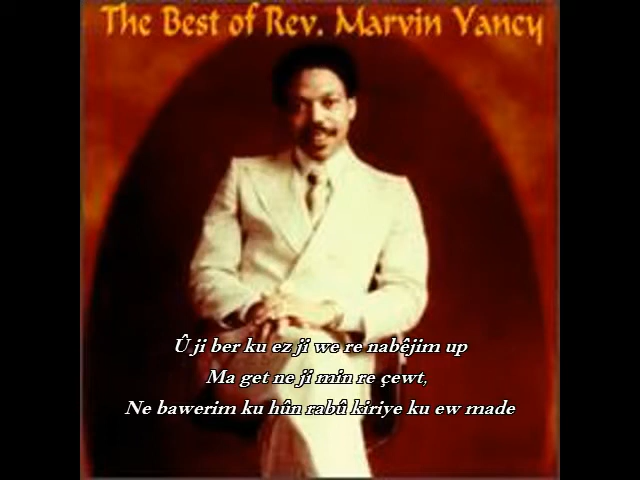 The Best of Rev. Marvin Yancy
Û ji ber ku ez ji we re nabêjim up
Ma get ne ji min re çewt,
Ne bawerim ku hûn rabû kiriye ku ew made